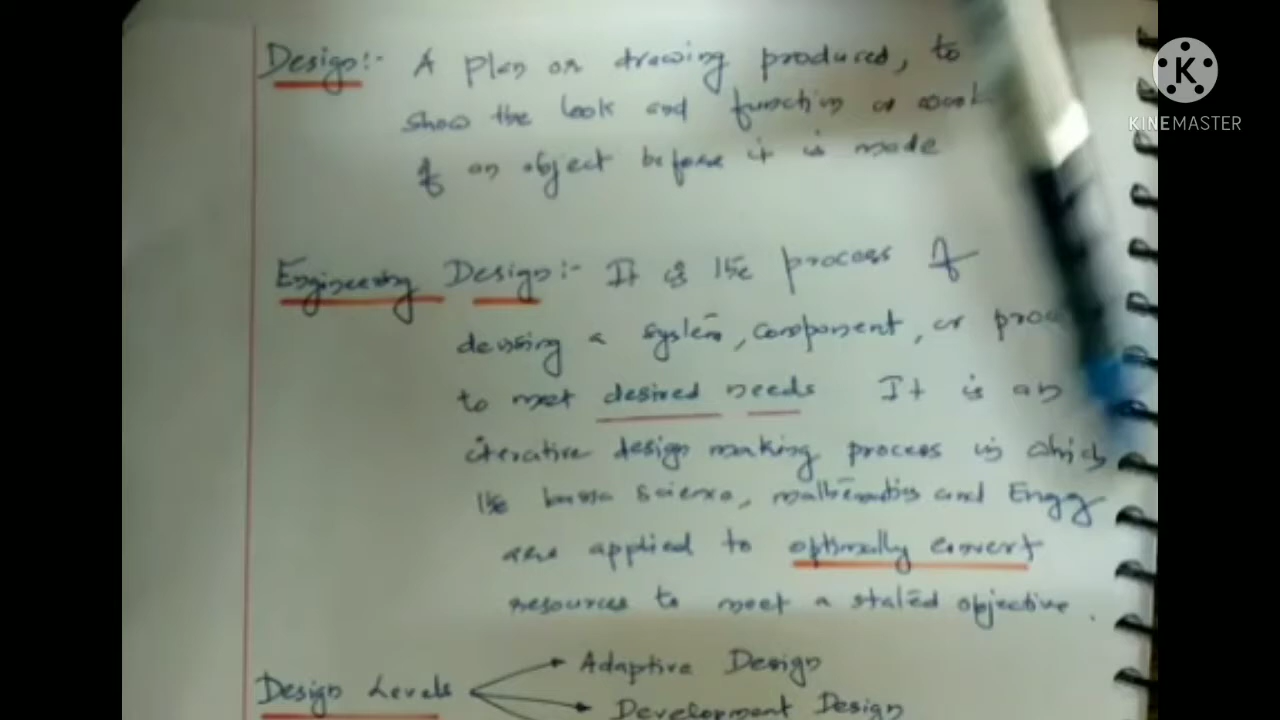 Design:- A plan or drawing produced, to
show the look and function or
of an object before it is made
Engineering Design:- It is the process of
devising a system, component, or
to meet desired needs It is an
iterative design making process in which
the basic science, mathematics and Engg
are applied to optimally convert
resources to meet a stated objective.
Design Levels
Adaptive Design
Development Design
K
KINEMASTER